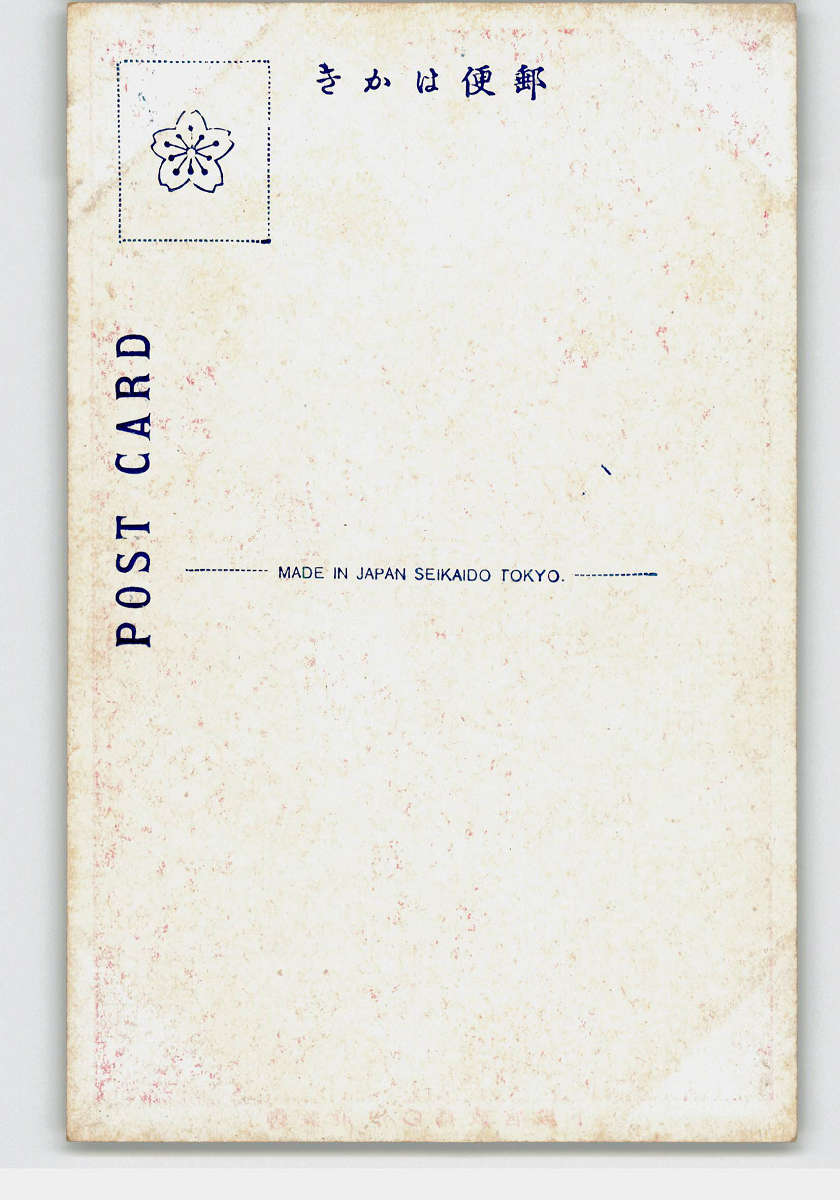 郵便はかき
POST CARD
MADE IN JAPAN SEIKAIDO TOKYO.